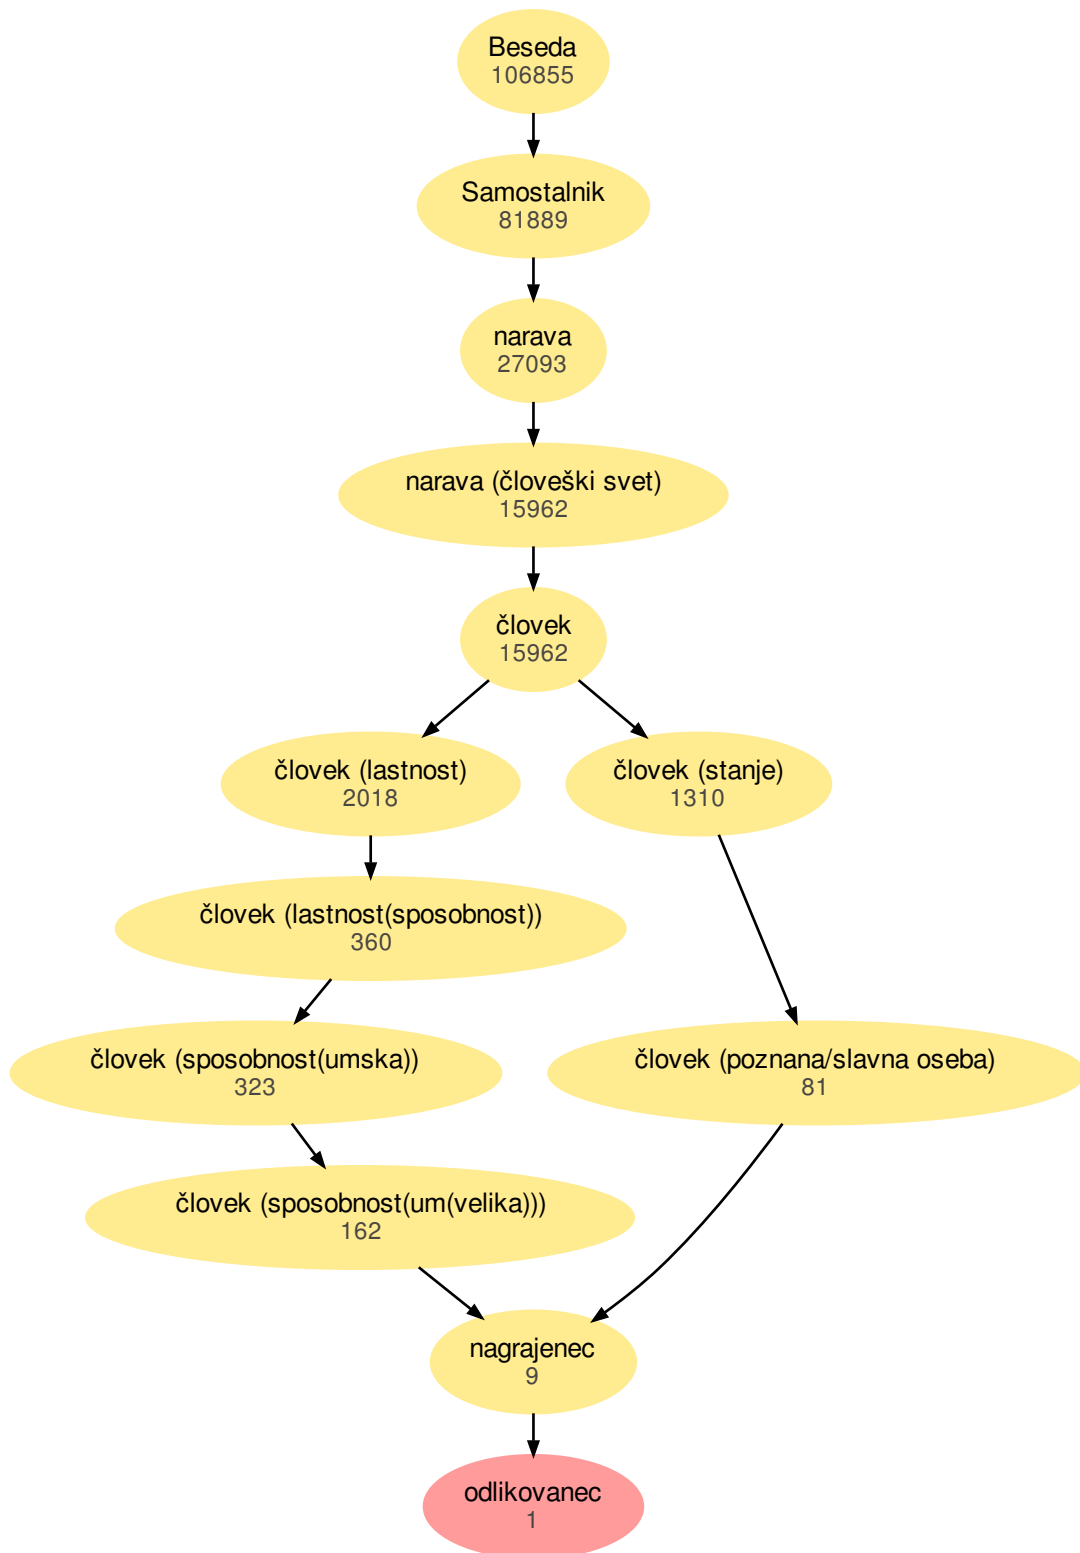 Beseda
106855
Samostalnik
81889
narava
27093
narava (človeški svet)
15962
človek
15962
človek (lastnost)
2018
človek (stanje)
1310
človek (lastnost(sposobnost))
360
človek (sposobnost(umska))
323
človek (poznana/slavna oseba)
81
človek (sposobnost(um(velika)))
162
nagrajenec
9
odlikovanec
1